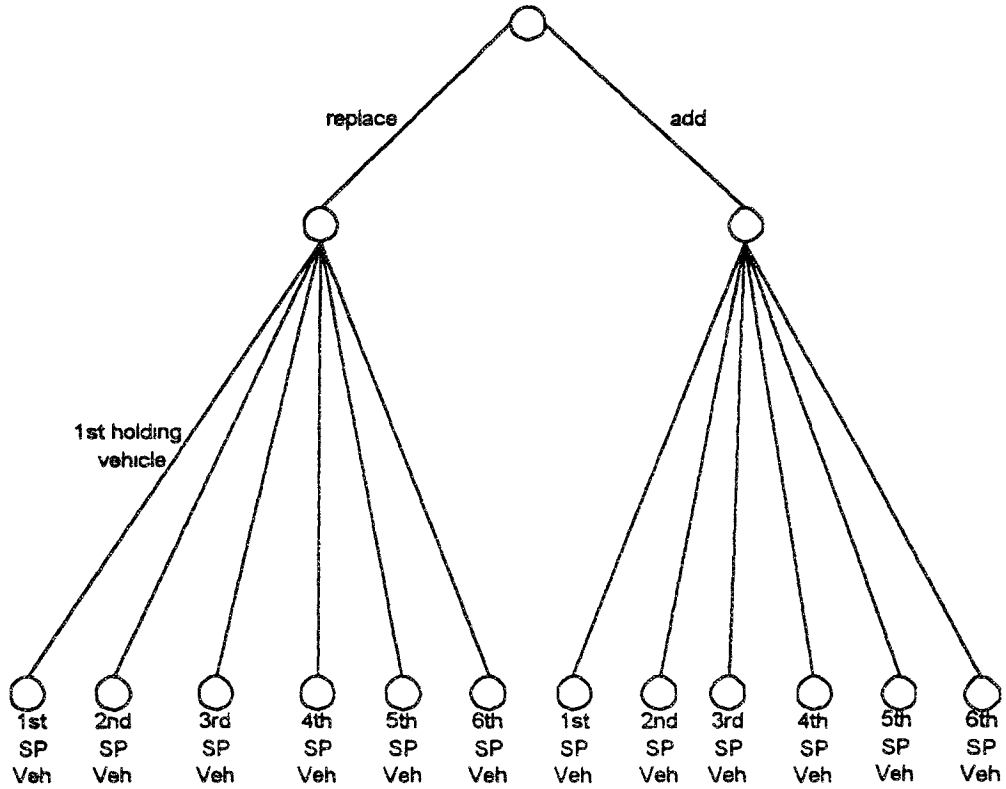 replace
add
1st holding
vehicle
1st 2nd 3rd 4th 5th 6th 1st 2nd 3rd 4th 5th 6th
SP SP SP SP SP SP SP SP SP SP SP SP
Veh Veh Veh Veh Veh Veh Veh Veh Veh Veh Veh Veh